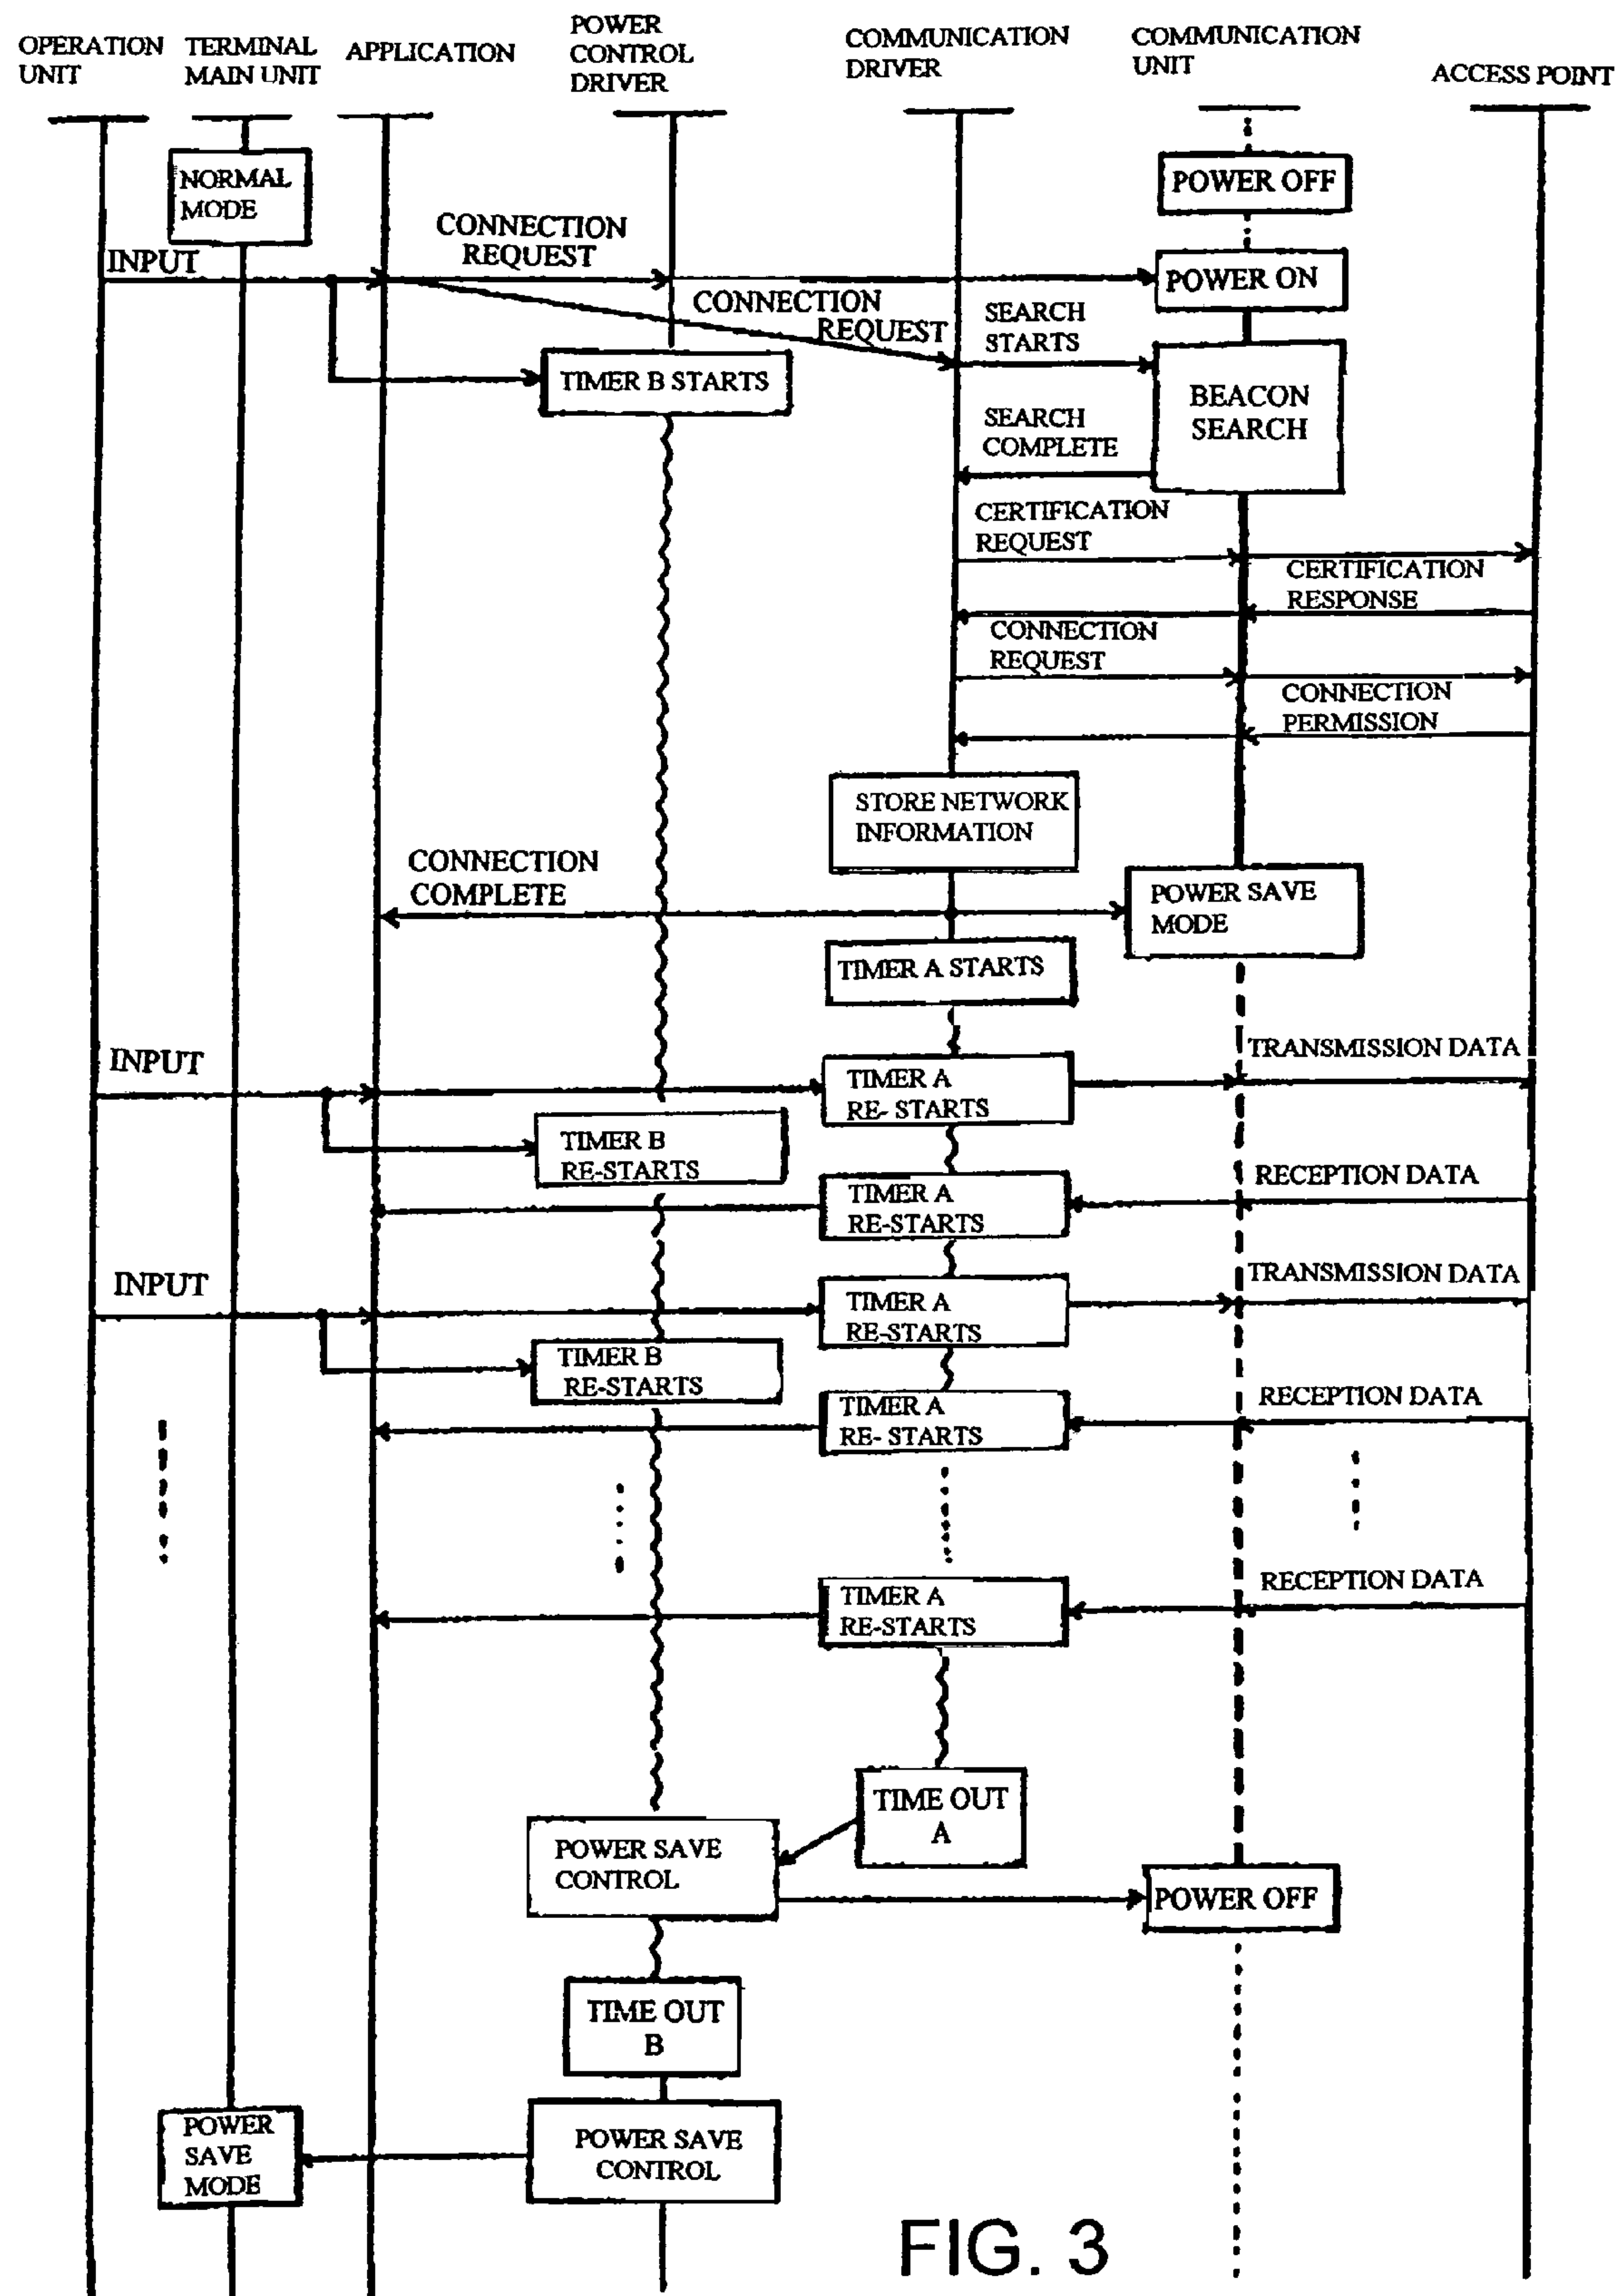 OPERATION
UNIT
TERMINAL
MAIN UNIT
APPLICATION
POWER
CONTROL
DRIVER
COMMUNICATION
DRIVER
COMMUNICATION
UNIT
ACCESS POINT
NORMAL
MODE
POWER OFF
INPUT
CONNECTION
REQUEST
POWER ON
CONNECTION
REQUEST
SEARCH
STARTS
TIMER B STARTS
BEACON
SEARCH
SEARCH
COMPLETE
CERTIFICATION
REQUEST
CERTIFICATION
RESPONSE
CONNECTION
REQUEST
CONNECTION
PERMISSION
STORE NETWORK
INFORMATION
CONNECTION
COMPLETE
POWER SAVE
MODE
TIMER A STARTS
INPUT
TIMER A
RE- STARTS
TRANSMISSION DATA
TIMER B
RE-STARTS
TIMER A
RE-STARTS
RECEPTION DATA
INPUT
TIMER A
RE-STARTS
TRANSMISSION DATA
TIMER B
RE-STARTS
TIMER A
RE- STARTS
RECEPTION DATA
TIMER A
RE-STARTS
RECEPTION DATA
TIME OUT
A
POWER SAVE
CONTROL
POWER OFF
TIME OUT
B
POWER
SAVE
MODE
POWER SAVE
CONTROL
FIG. 3